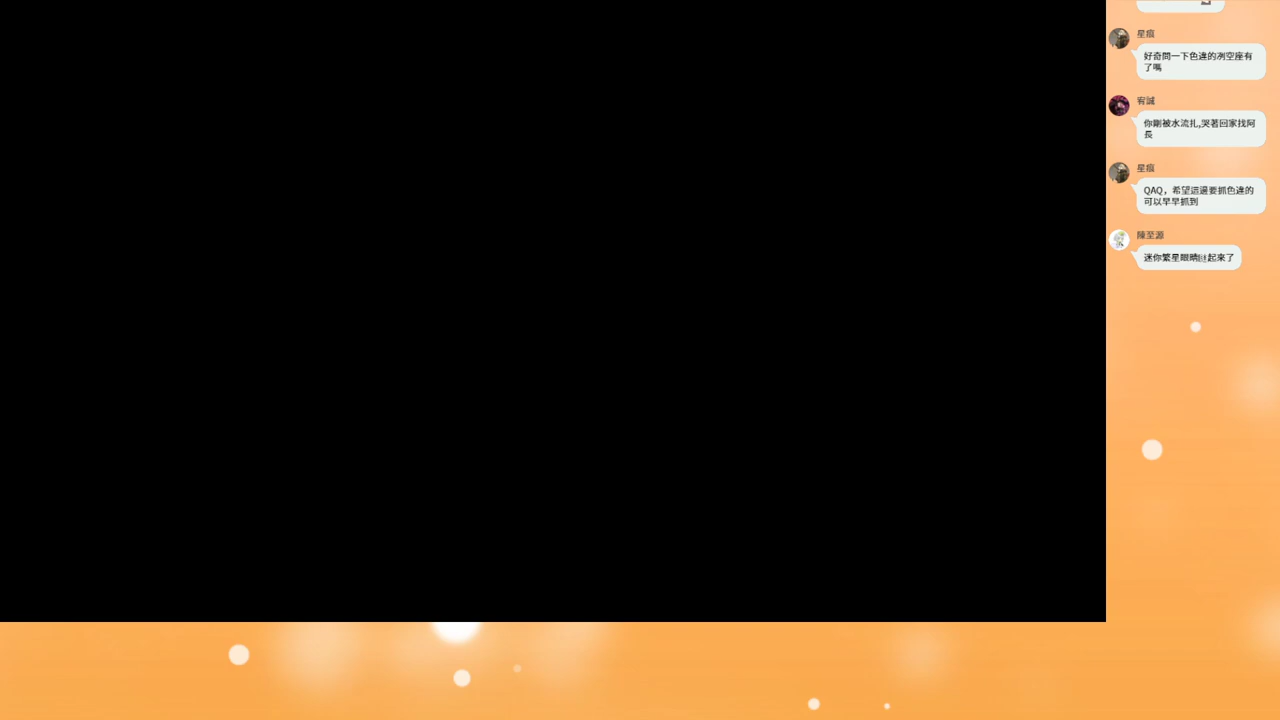 星痕
好奇問一下色違的冽空座有
了嗎
宥誠
你剛被水流扎,哭著回家找阿
長
星痕
QAQ，希望這邊要抓色違的
可以早早抓到
陳至源
迷你繁星眼睛瞇起來了